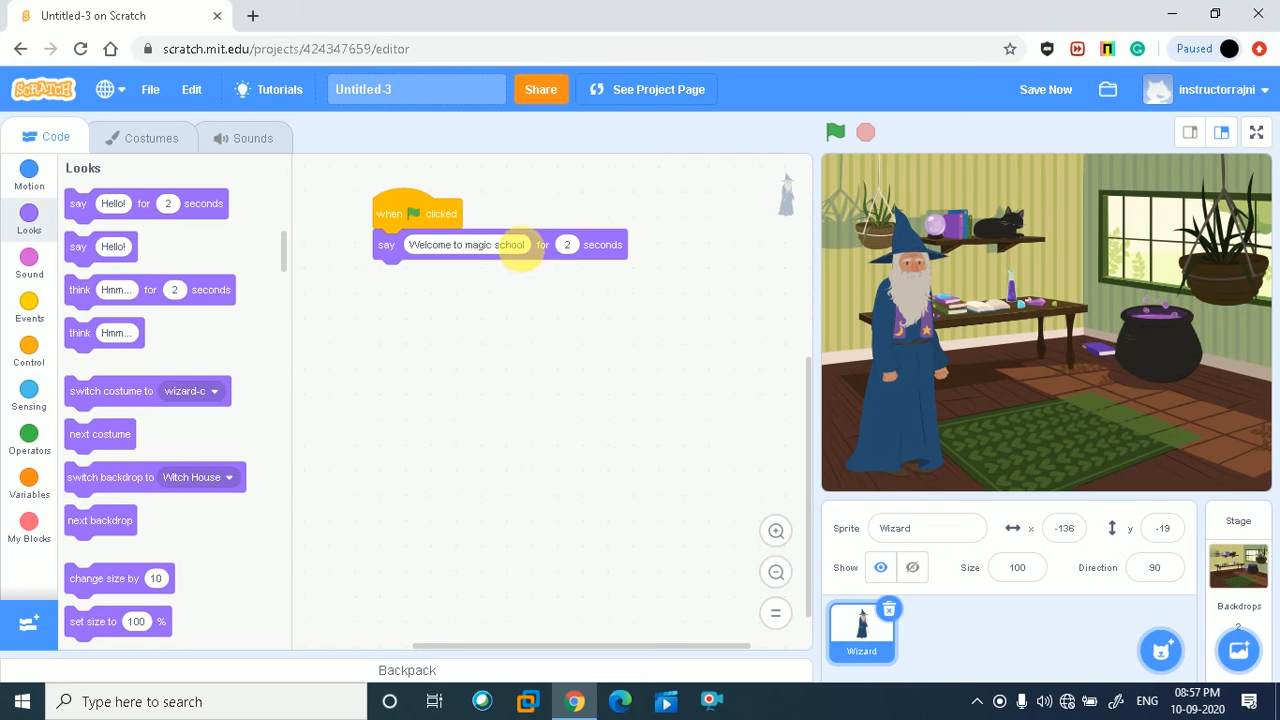 Untitled-3 on Scratch
scratch.mit.edu/projects/424347659/editor
Paused
SCRATCH
File
Edit
Tutorials
Untitled-3
Share
See Project Page
Save Now
instructorrajni
Code
Costumes
Sounds
Motion
Looks
Sound
Events
Control
Sensing
Operators
Variables
My Blocks
Looks
say Hello! for 2 seconds
say Hello!
think Hmm... for 2 seconds
think Hmm...
switch costume to wizard-c
next costume
switch backdrop to Witch House
next backdrop
change size by 10
set size to 100 %
when clicked
say Welcome to magic school for 2 seconds
Sprite Wizard x -136 y -19
Show Size 100 Direction 90
Wizard
Stage
Backdrops
2
Backpack
Type here to search
ENG
08:57 PM
10-09-2020